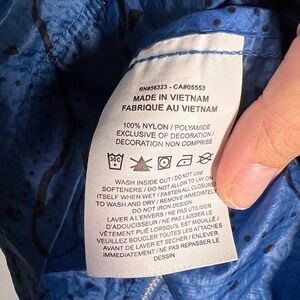 RN#56323 - CA#05553
MADE IN VIETNAM
FABRIQUE AU VIETNAM
100% NYLON / POLYAMIDE
EXCLUSIVE OF DECORATION /
DECORATION NON COMPRISE
WASH INSIDE OUT / DO NOT USE
SOFTENERS / DO NOT ALLOW TO LAY ON
ITSELF WHEN WET / FASTEN ALL CLOSURES
TO WASH AND DRY / REMOVE IMMEDIATELY
DO NOT IRON DESIGN
LAVER A L'ENVERS / NE PAS UTILISER
D'ADOUCISSEUR / NE PAS REPOSER LE
VÊTEMENT PLIÉ LORSQU'IL EST MOUILLÉ
VEUILLEZ BOUCLER TOUTES LES ATTACHES
AVANT DE LAVER ET SÉCHER / REPASSER
IMMEDIATEMENT / NE PAS REPASSER LE
DESSIN